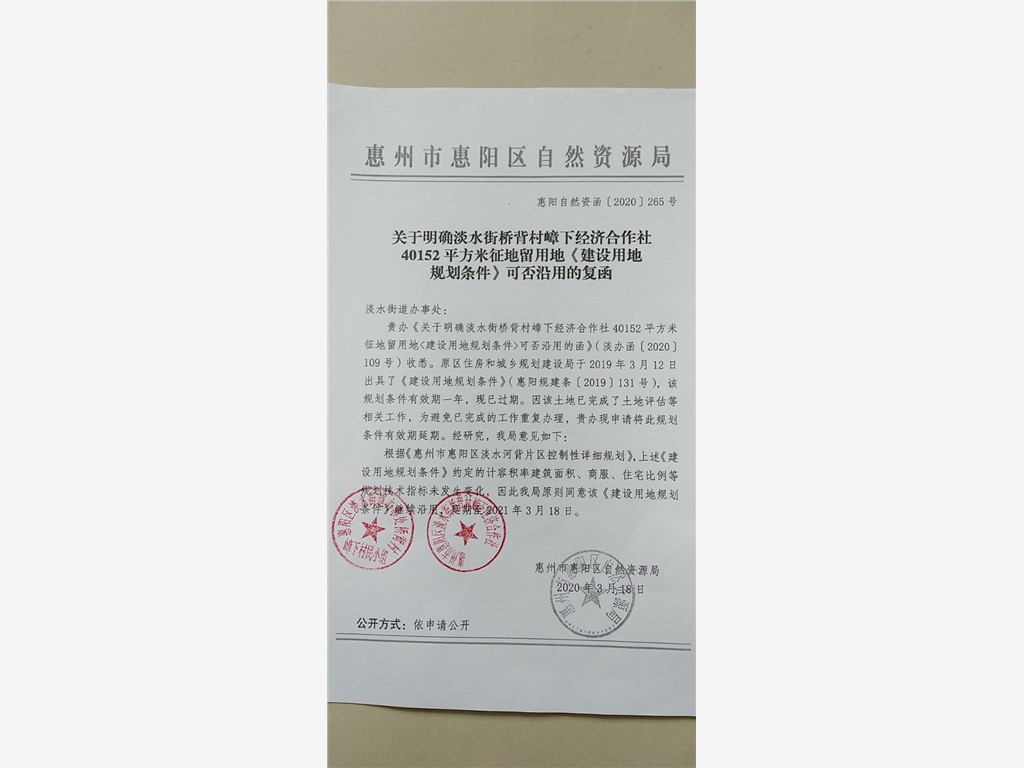 惠州市惠阳区自然资源局
惠阳自然资函〔2020〕265号
关于明确淡水街桥背村嶂下经济合作社
40152平方米征地留用地《建设用地
规划条件》可否沿用的复函
淡水街道办事处：
贵办《关于明确淡水街桥背村嶂下经济合作社40152平方米
征地留用地<建设用地规划条件>可否沿用的函》（淡办函〔2020〕
109号）收悉。原区住房和城乡规划建设局于2019年3月12日
出具了《建设用地规划条件》（惠阳规建条〔2019〕131号），该
规划条件有效期一年，现已过期。因该土地已完成了土地评估等
相关工作，为避免已完成的工作重复办理，贵办现申请将此规划
条件有效期延期。经研究，我局意见如下：
根据《惠州市惠阳区淡水河背片区控制性详细规划》，上述《建
设用地规划条件》约定的计容积率建筑面积、商服、住宅比例等
规划技术指标未发生变化，因此我局原则同意该《建设用地规划
条件》继续沿用，延期至2021年3月18日。
嶂下村民小组
惠州市惠阳区自然资源局
2020年3月18日
惠州市惠阳区自然资源局
公开方式：依申请公开